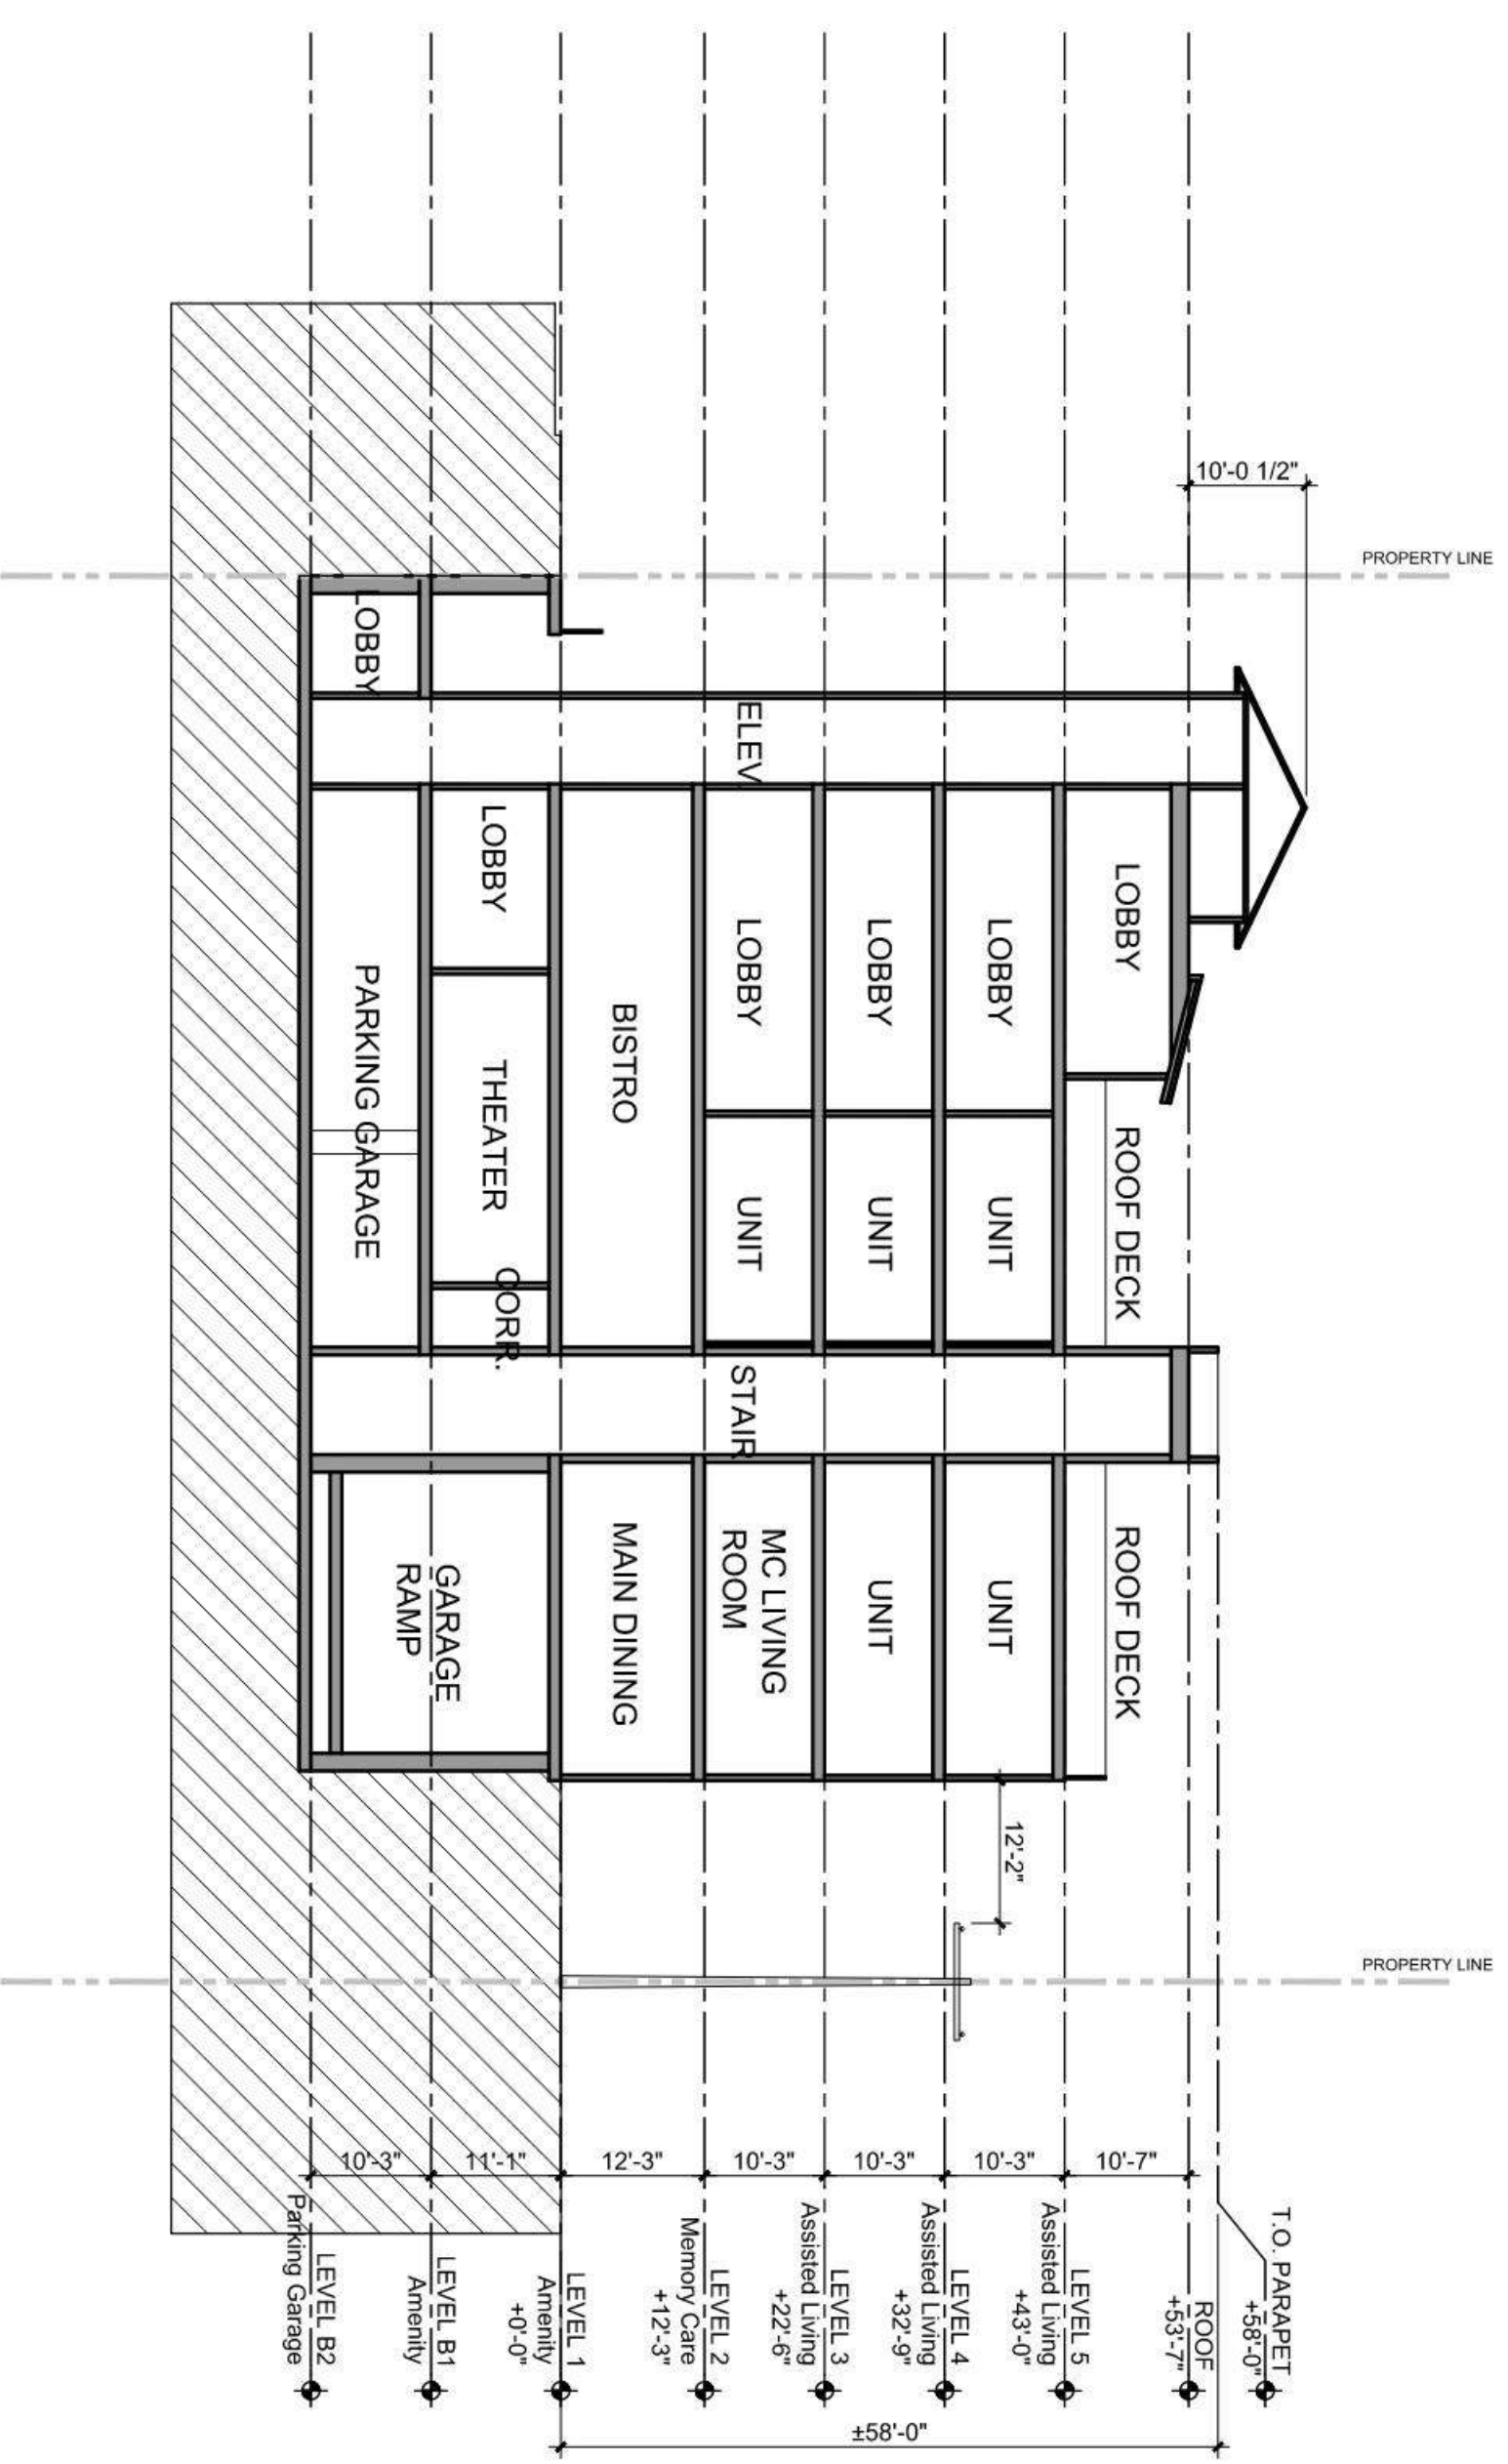 PROPERTY LINE
PROPERTY LINE
10'-0 1/2"
T.O. PARAPET
+58'-0"
ROOF
+53'-7"
10'-7"
LOBBY
ROOF DECK
ROOF DECK
LEVEL 5
Assisted Living
+43'-0"
10'-3"
LOBBY
UNIT
UNIT
12'-2"
LEVEL 4
Assisted Living
+32'-9"
10'-3"
LOBBY
UNIT
UNIT
LEVEL 3
Assisted Living
+22'-6"
10'-3"
ELEV.
LOBBY
UNIT
STAIR
MC LIVING
ROOM
LEVEL 2
Memory Care
+12'-3"
12'-3"
BISTRO
MAIN DINING
LEVEL 1
Amenity
+0'-0"
±58'-0"
11'-1"
LOBBY
THEATER
CORR.
GARAGE
RAMP
LEVEL B1
Amenity
10'-3"
LOBBY
PARKING GARAGE
LEVEL B2
Parking Garage